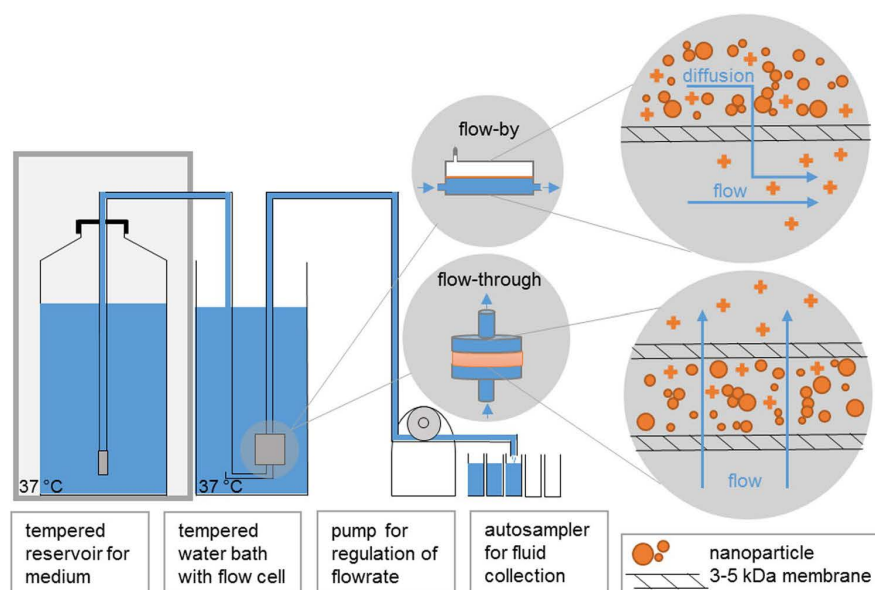 flow-by
diffusion
flow
flow-through
flow
37 °C
37 °C
tempered
reservoir for
medium
tempered
water bath
with flow cell
pump for
regulation of
flowrate
autosampler
for fluid
collection
nanoparticle
3-5 kDa membrane